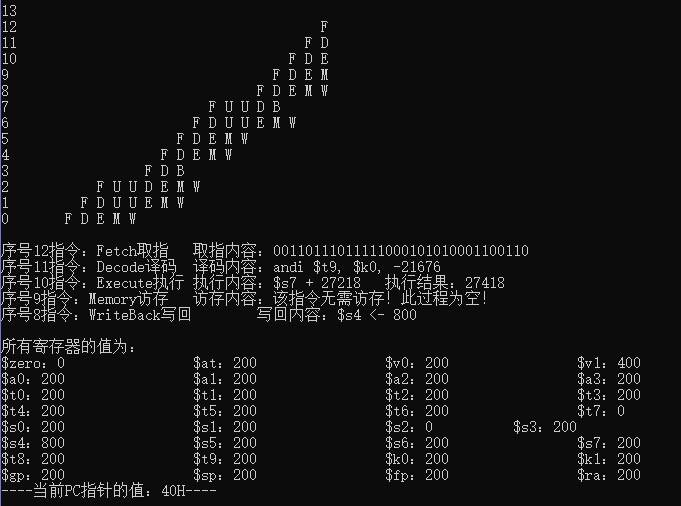 13
12 F
11 F D
10 F D E
9 F D E M
8 F D E M W
7 F U U D B
6 F D U U E M W
5 F D E M W
4 F D E M W
3 F D B
2 F U U D E M W
1 F D U U E M W
0 F D E M W
序号12指令：Fetch取指 取指内容：00110111011111000101010001100110
序号11指令：Decode译码 译码内容：andi $t9, $k0, -21676
序号10指令：Execute执行 执行内容：$s7 + 27218 执行结果：27418
序号9指令：Memory访存 访存内容：该指令无需访存！此过程为空！
序号8指令：WriteBack写回 写回内容：$s4 <- 800
所有寄存器的值为：
$zero：0 $at：200 $v0：200 $v1：400
$a0：200 $a1：200 $a2：200 $a3：200
$t0：200 $t1：200 $t2：200 $t3：200
$t4：200 $t5：200 $t6：200 $t7：0
$s0：200 $s1：200 $s2：0 $s3：200
$s4：800 $s5：200 $s6：200 $s7：200
$t8：200 $t9：200 $k0：200 $k1：200
$gp：200 $sp：200 $fp：200 $ra：200
----当前PC指针的值：40H----